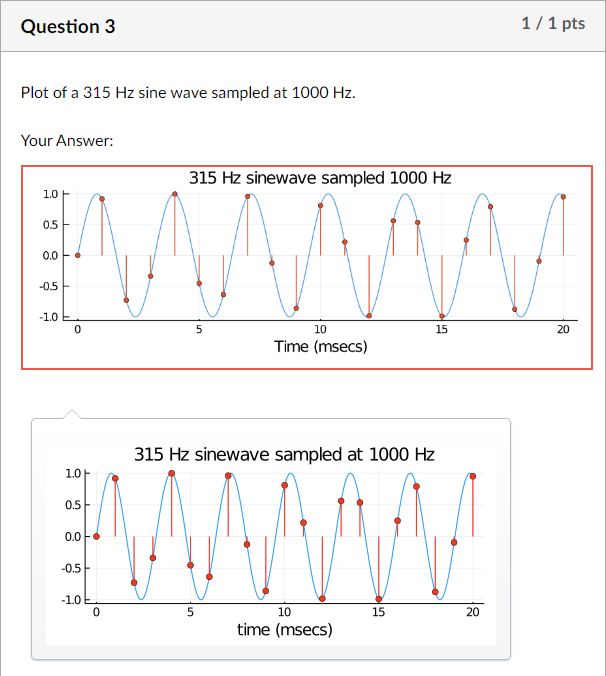 Question 3
1 / 1 pts
Plot of a 315 Hz sine wave sampled at 1000 Hz.
Your Answer:
315 Hz sinewave sampled 1000 Hz
1.0
0.5
0.0
-0.5
-1.0
0 5 10 15 20
Time (msecs)
315 Hz sinewave sampled at 1000 Hz
1.0
0.5
0.0
-0.5
-1.0
0 5 10 15 20
time (msecs)